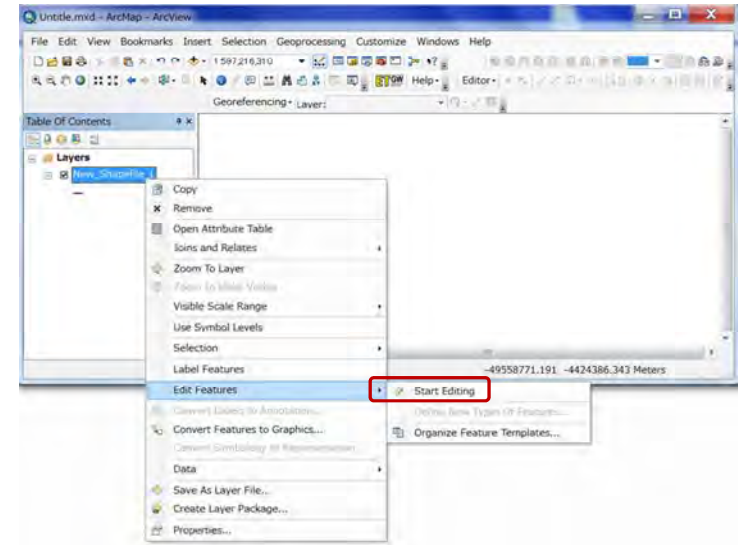 Untitle.mxd - ArcMap - ArcView
File Edit View Bookmarks Insert Selection Geoprocessing Customize Windows Help
1:597,216,310
Help Editor
Georeferencing Layer:
Table Of Contents
Layers
New_Shapefile_1
Copy
Remove
Open Attribute Table
Joins and Relates
Zoom To Layer
Zoom To Make Visible
Visible Scale Range
Use Symbol Levels
Selection
Label Features
-49558771.191 -4424386.343 Meters
Edit Features
Start Editing
Define New Types Of Features...
Convert Labels to Annotation...
Convert Features to Graphics...
Organize Feature Templates...
Convert Symbology to Representation...
Data
Save As Layer File...
Create Layer Package...
Properties...